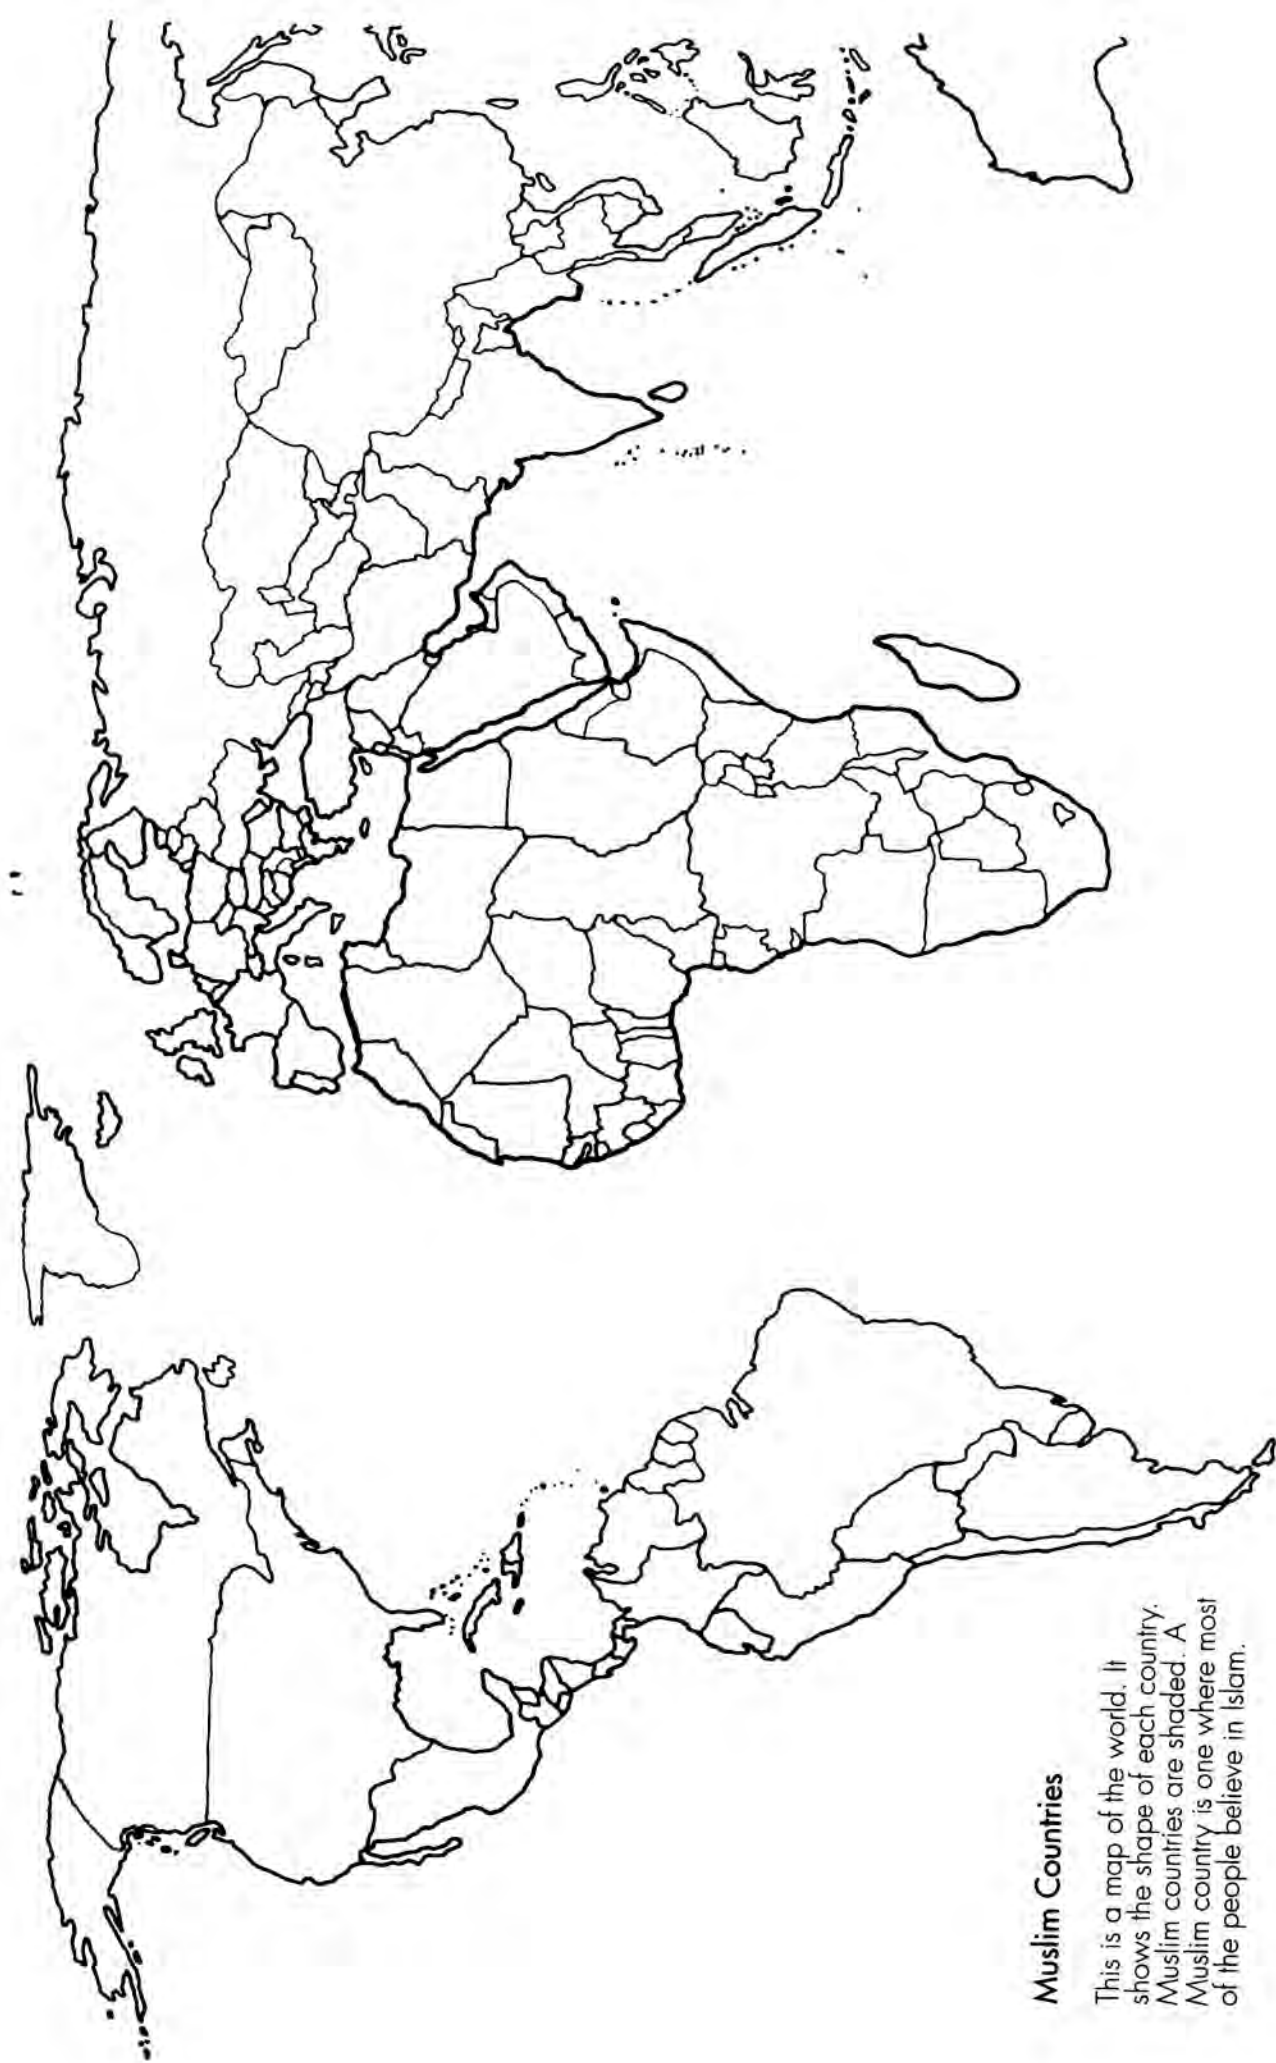 Muslim Countries
This is a map of the world. It
shows the shape of each country.
Muslim countries are shaded. A
Muslim country is one where most
of the people believe in Islam.